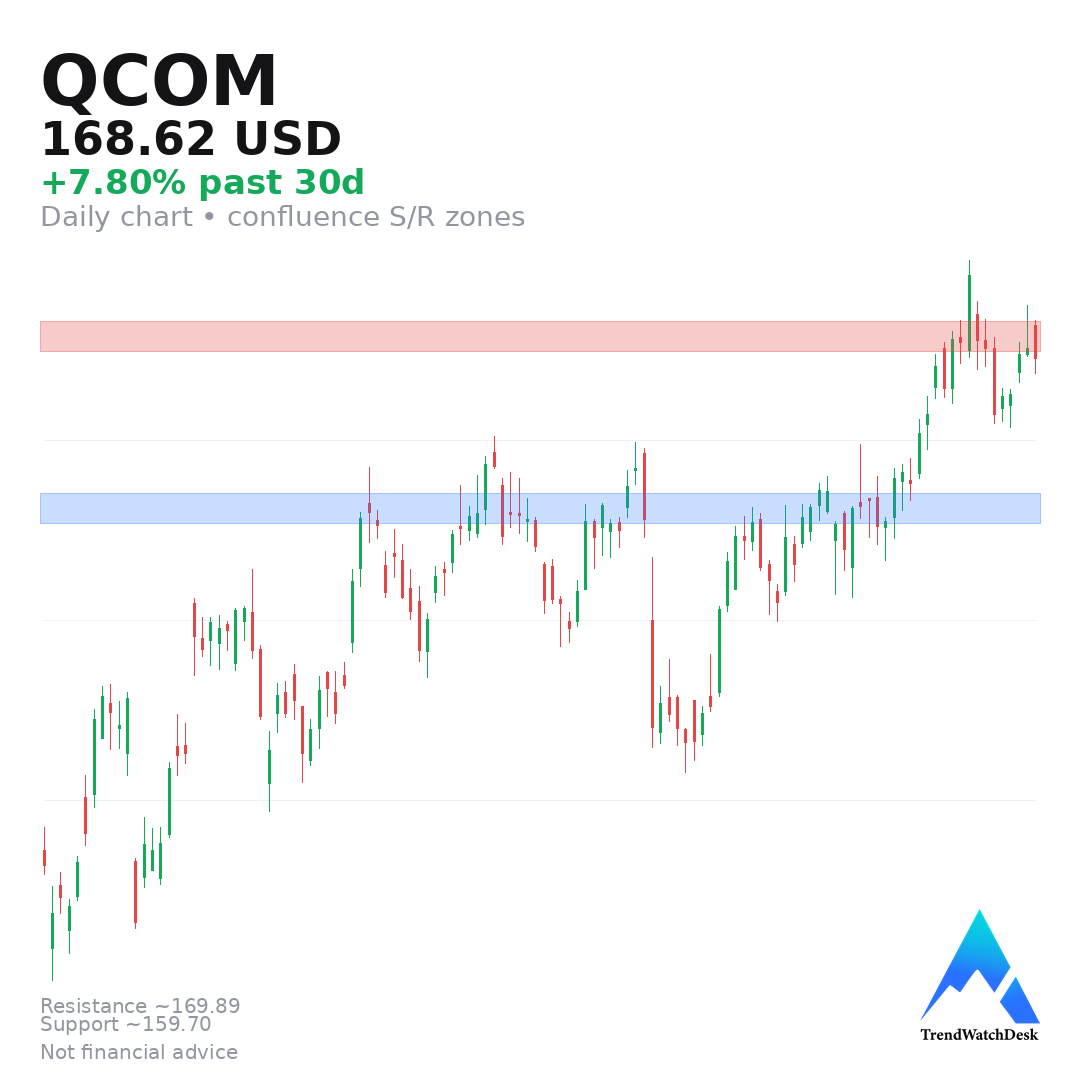 QCOM
168.62 USD
+7.80% past 30d
Daily chart • confluence S/R zones
Resistance ~169.89
Support ~159.70
Not financial advice
TrendWatchDesk